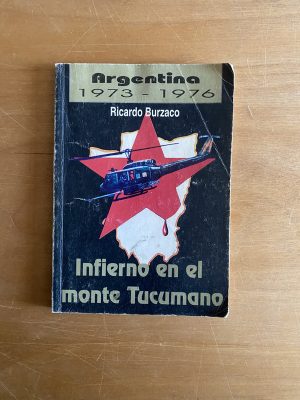 Argentina
1973 - 1976
Ricardo Burzaco
Infierno en el
monte Tucumano